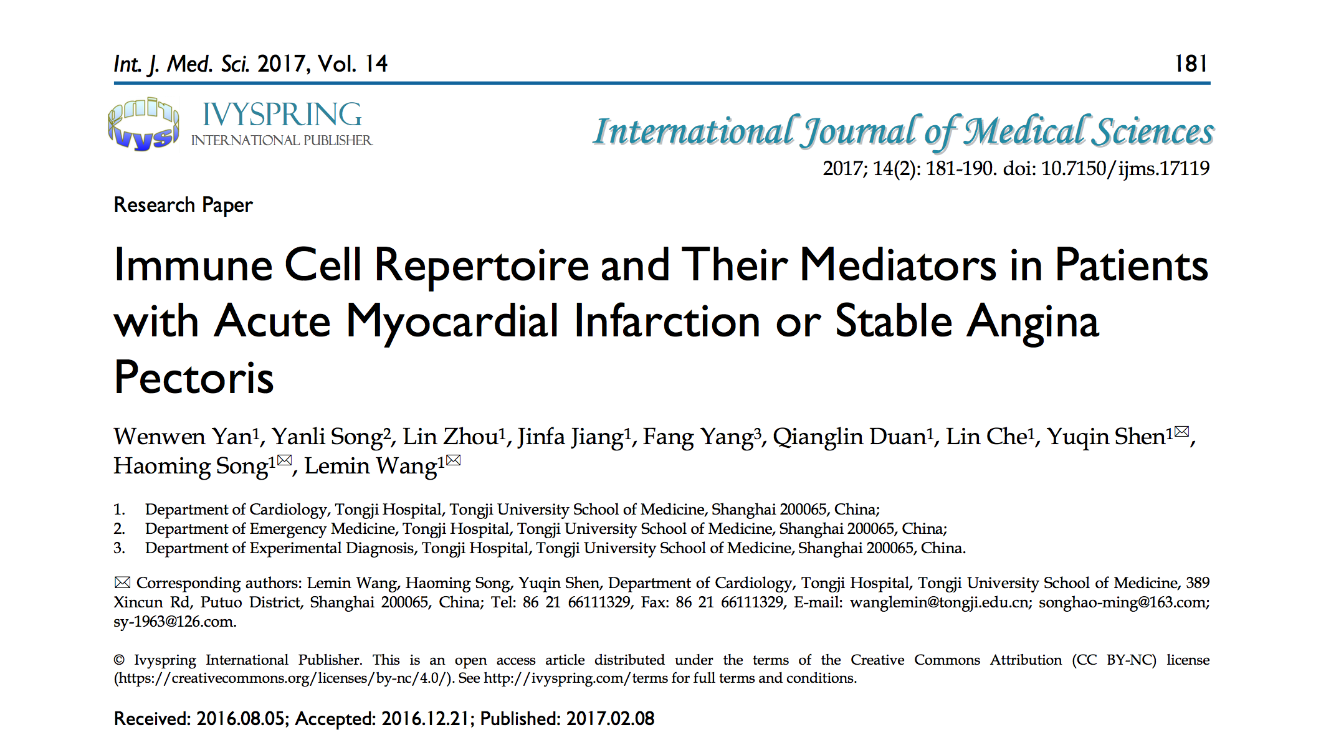 Int. J. Med. Sci. 2017, Vol. 14 181
IVYSPRING
INTERNATIONAL PUBLISHER
International Journal of Medical Sciences
2017; 14(2): 181-190. doi: 10.7150/ijms.17119
Research Paper
Immune Cell Repertoire and Their Mediators in Patients
with Acute Myocardial Infarction or Stable Angina
Pectoris
Wenwen Yan1, Yanli Song2, Lin Zhou1, Jinfa Jiang1, Fang Yang3, Qianglin Duan1, Lin Che1, Yuqin Shen1✉,
Haoming Song1✉, Lemin Wang1✉
1. Department of Cardiology, Tongji Hospital, Tongji University School of Medicine, Shanghai 200065, China;
2. Department of Emergency Medicine, Tongji Hospital, Tongji University School of Medicine, Shanghai 200065, China;
3. Department of Experimental Diagnosis, Tongji Hospital, Tongji University School of Medicine, Shanghai 200065, China.
✉ Corresponding authors: Lemin Wang, Haoming Song, Yuqin Shen, Department of Cardiology, Tongji Hospital, Tongji University School of Medicine, 389
Xincun Rd, Putuo District, Shanghai 200065, China; Tel: 86 21 66111329, Fax: 86 21 66111329, E-mail: wanglemin@tongji.edu.cn; songhao-ming@163.com;
sy-1963@126.com.
© Ivyspring International Publisher. This is an open access article distributed under the terms of the Creative Commons Attribution (CC BY-NC) license
(https://creativecommons.org/licenses/by-nc/4.0/). See http://ivyspring.com/terms for full terms and conditions.
Received: 2016.08.05; Accepted: 2016.12.21; Published: 2017.02.08